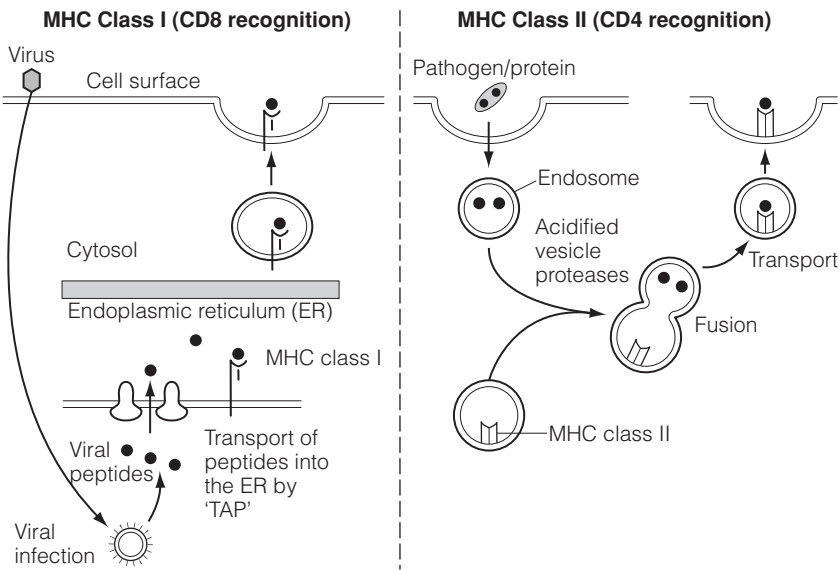 MHC Class I (CD8 recognition)
Virus
Cell surface
Cytosol
Endoplasmic reticulum (ER)
MHC class I
Viral
peptides
Transport of
peptides into
the ER by
‘TAP’
Viral
infection
MHC Class II (CD4 recognition)
Pathogen/protein
Endosome
Acidified
vesicle
proteases
Transport
Fusion
MHC class II